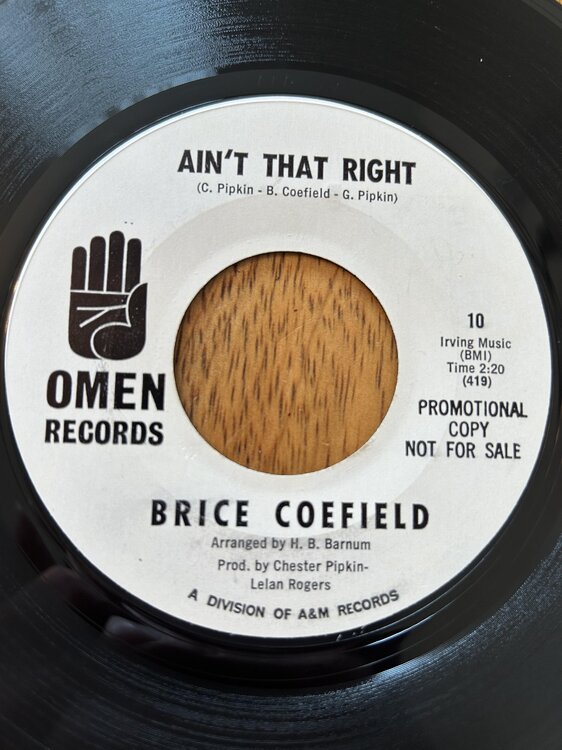 AIN'T THAT RIGHT
(C. Pipkin - B. Coefield - G. Pipkin)
OMEN
RECORDS
10
Irving Music
(BMI)
Time 2:20
(419)
PROMOTIONAL
COPY
NOT FOR SALE
BRICE COEFIELD
Arranged by H. B. Barnum
Prod. by Chester Pipkin-
Lelan Rogers
A DIVISION OF A&M RECORDS